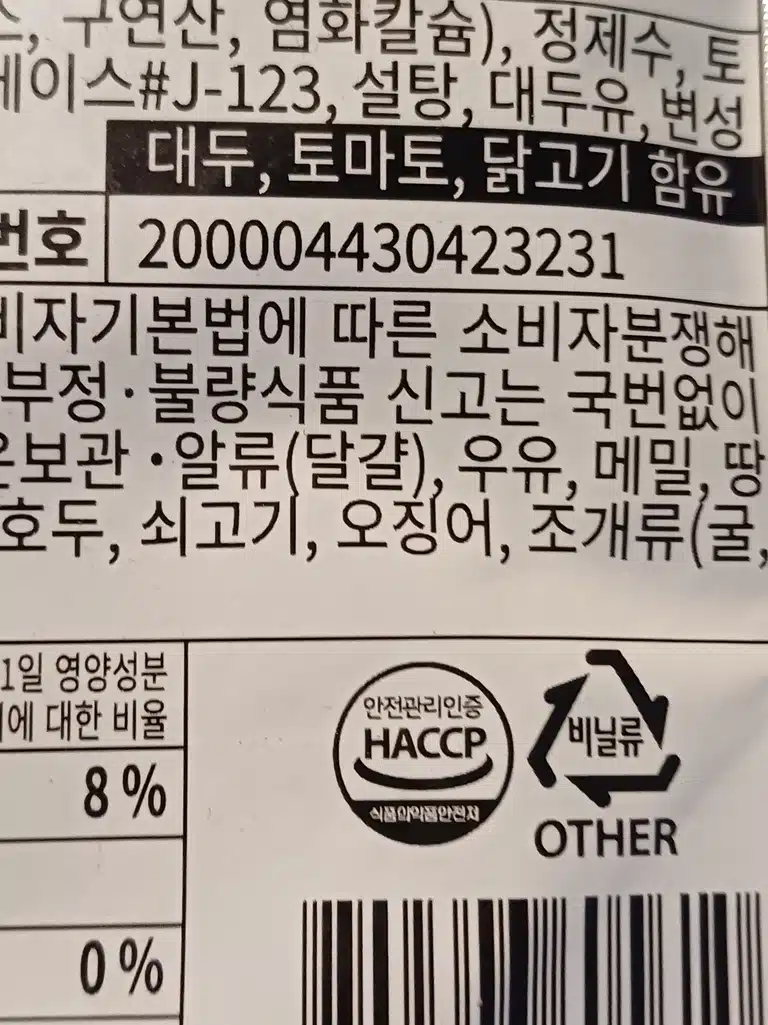 구연산, 염화칼슘), 정제수, 토
베이스#J-123, 설탕, 대두유, 변성
대두, 토마토, 닭고기 함유
번호 200004430423231
비자기본법에 따른 소비자분쟁해
부정·불량식품 신고는 국번없이
온보관 •알류(달걀), 우유, 메밀, 땅
호두, 쇠고기, 오징어, 조개류(굴,
1일 영양성분
에 대한 비율
8%
0%
안전관리인증
HACCP
식품의약품안전처
비닐류
OTHER